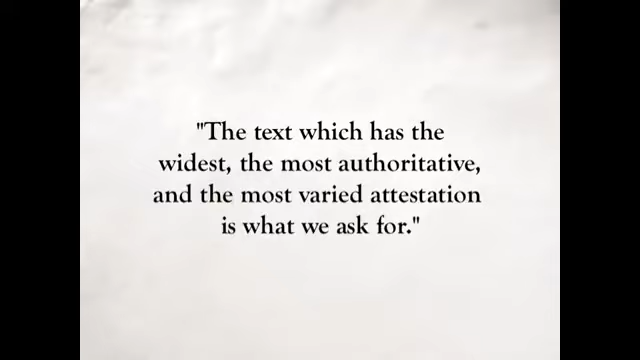 "The text which has the
widest, the most authoritative,
and the most varied attestation
is what we ask for."